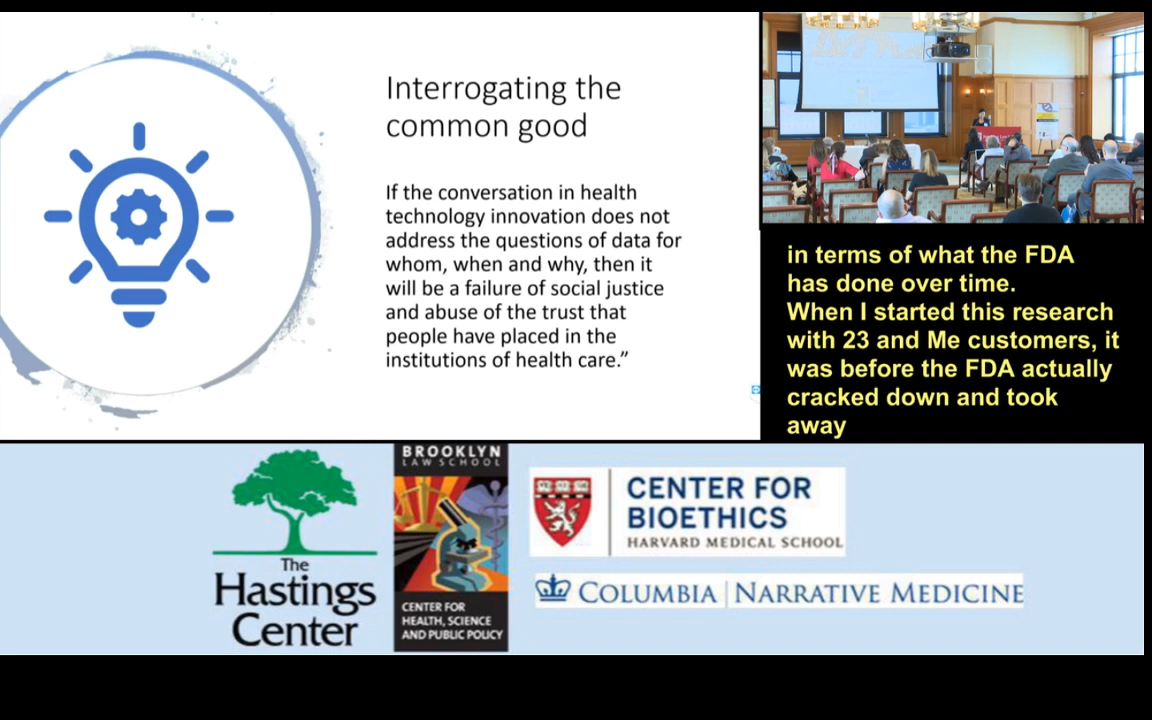 Interrogating the
common good
If the conversation in health
technology innovation does not
address the questions of data for
whom, when and why, then it
will be a failure of social justice
and abuse of the trust that
people have placed in the
institutions of health care.”
in terms of what the FDA
has done over time.
When I started this research
with 23 and Me customers, it
was before the FDA actually
cracked down and took
away
The
Hastings
Center
BROOKLYN
LAW SCHOOL
CENTER FOR
HEALTH, SCIENCE
AND PUBLIC POLICY
CENTER FOR
BIOETHICS
HARVARD MEDICAL SCHOOL
COLUMBIA | NARRATIVE MEDICINE